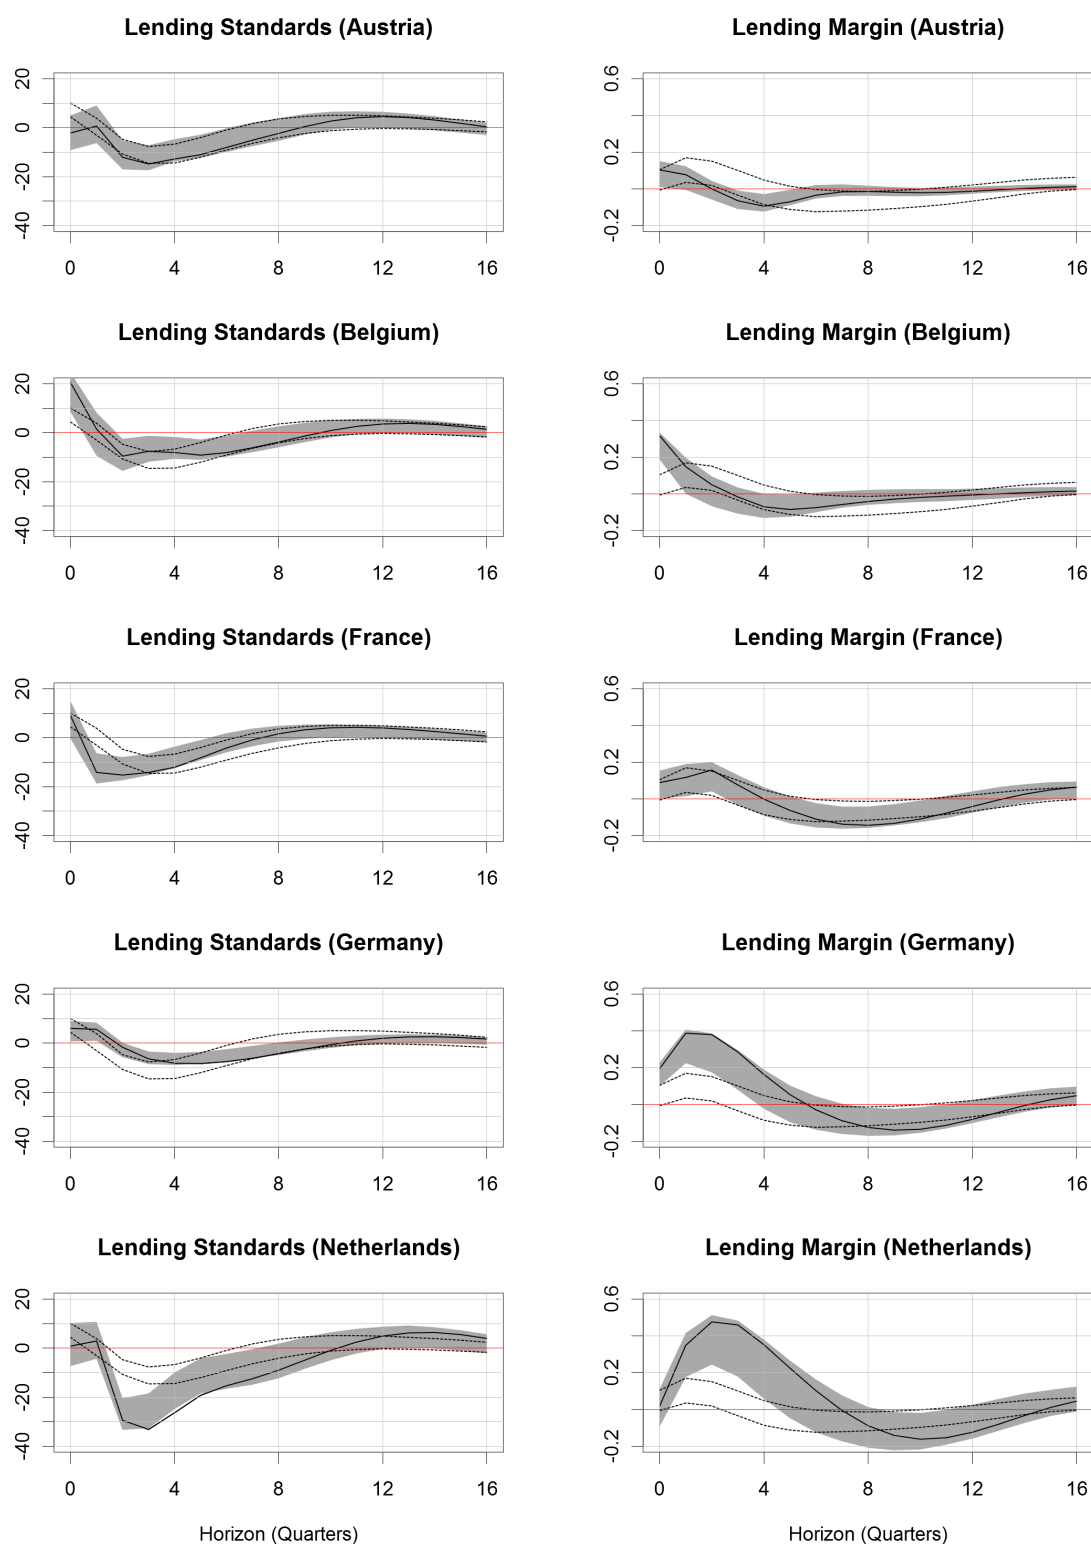 Lending Standards (Austria)
Lending Margin (Austria)
20
0
-20
-40
0 4 8 12 16
0.6
0.2
-0.2
0 4 8 12 16
Lending Standards (Belgium)
Lending Margin (Belgium)
20
0
-20
-40
0 4 8 12 16
0.6
0.2
-0.2
0 4 8 12 16
Lending Standards (France)
Lending Margin (France)
20
0
-20
-40
0 4 8 12 16
0.6
0.2
-0.2
Lending Standards (Germany)
Lending Margin (Germany)
20
0
-20
-40
0 4 8 12 16
0.6
0.2
-0.2
0 4 8 12 16
Lending Standards (Netherlands)
Lending Margin (Netherlands)
20
0
-20
-40
0 4 8 12 16
Horizon (Quarters)
0.6
0.2
-0.2
0 4 8 12 16
Horizon (Quarters)